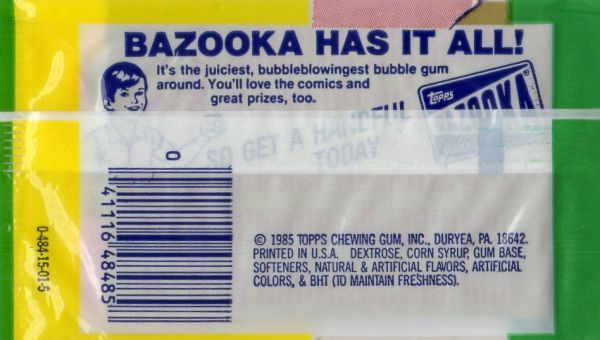 BAZOOKA HAS IT ALL!
It's the juiciest, bubbleblowingest bubble gum
around. You'll love the comics and
great prizes, too.
topps
BAZOOKA®
SO GET A HANDFUL
TODAY
0
41116 48485
0-484-15-01-5
© 1985 TOPPS CHEWING GUM, INC., DURYEA, PA. 18642.
PRINTED IN U.S.A. DEXTROSE, CORN SYRUP, GUM BASE,
SOFTENERS, NATURAL & ARTIFICIAL FLAVORS, ARTIFICIAL
COLORS, & BHT (TO MAINTAIN FRESHNESS).